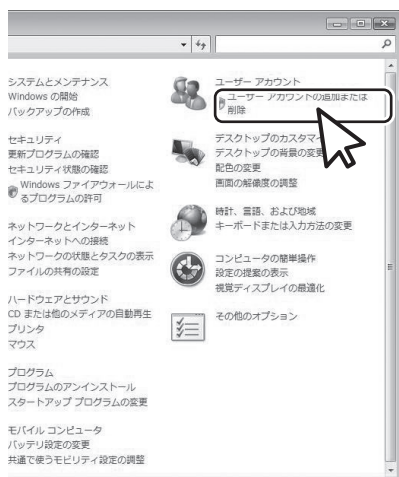 システムとメンテナンス
Windows の開始
バックアップの作成
セキュリティ
更新プログラムの確認
セキュリティ状態の確認
Windows ファイアウォールによ
るプログラムの許可
ネットワークとインターネット
インターネットへの接続
ネットワークの状態とタスクの表示
ファイルの共有の設定
ハードウェアとサウンド
CD または他のメディアの自動再生
プリンタ
マウス
プログラム
プログラムのアンインストール
スタートアップ プログラムの変更
モバイル コンピュータ
バッテリ設定の変更
共通で使うモビリティ設定の調整
ユーザー アカウント
ユーザー アカウントの追加または
削除
デスクトップのカスタマ
デスクトップの背景の変更
配色の変更
画面の解像度の調整
時計、言語、および地域
キーボードまたは入力方法の変更
コンピュータの簡単操作
設定の提案の表示
視覚ディスプレイの最適化
その他のオプション